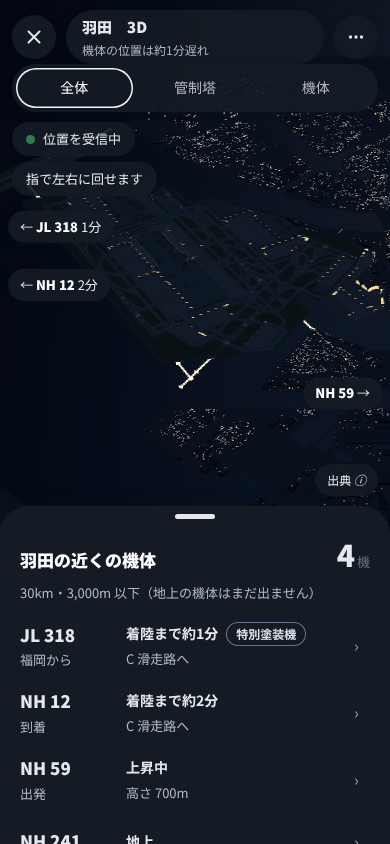 羽田　3D
機体の位置は約1分遅れ
全体
管制塔
機体
位置を受信中
指で左右に回せます
← JL 318 1分
← NH 12 2分
NH 59 →
出典 ⓘ
羽田の近くの機体
4機
30km・3,000m 以下（地上の機体はまだ出ません）
JL 318
着陸まで約1分
特別塗装機
福岡から
C 滑走路へ
NH 12
着陸まで約2分
到着
C 滑走路へ
NH 59
上昇中
出発
高さ 700m
NH 241
地上